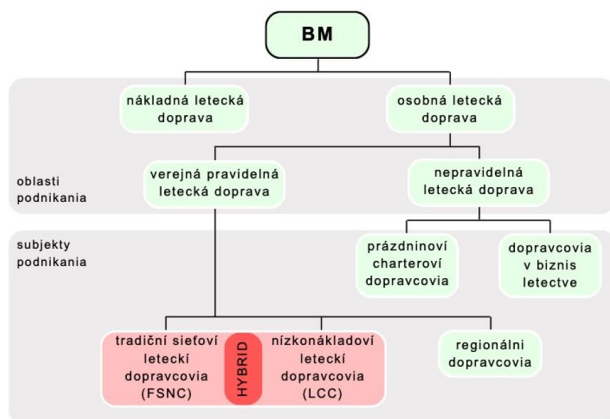 BM
nákladná letecká
doprava
osobná letecká
doprava
verejná pravidelná
letecká doprava
nepravidelná
letecká doprava
oblasti
podnikania
subjekty
podnikania
prázdninoví
charteroví
dopravcovia
dopravcovia
v biznis
letectve
tradiční sieťoví
leteckí
dopravcovia
(FSNC)
HYBRID
nízkonákladoví
leteckí
dopravcovia
(LCC)
regionálni
dopravcovia